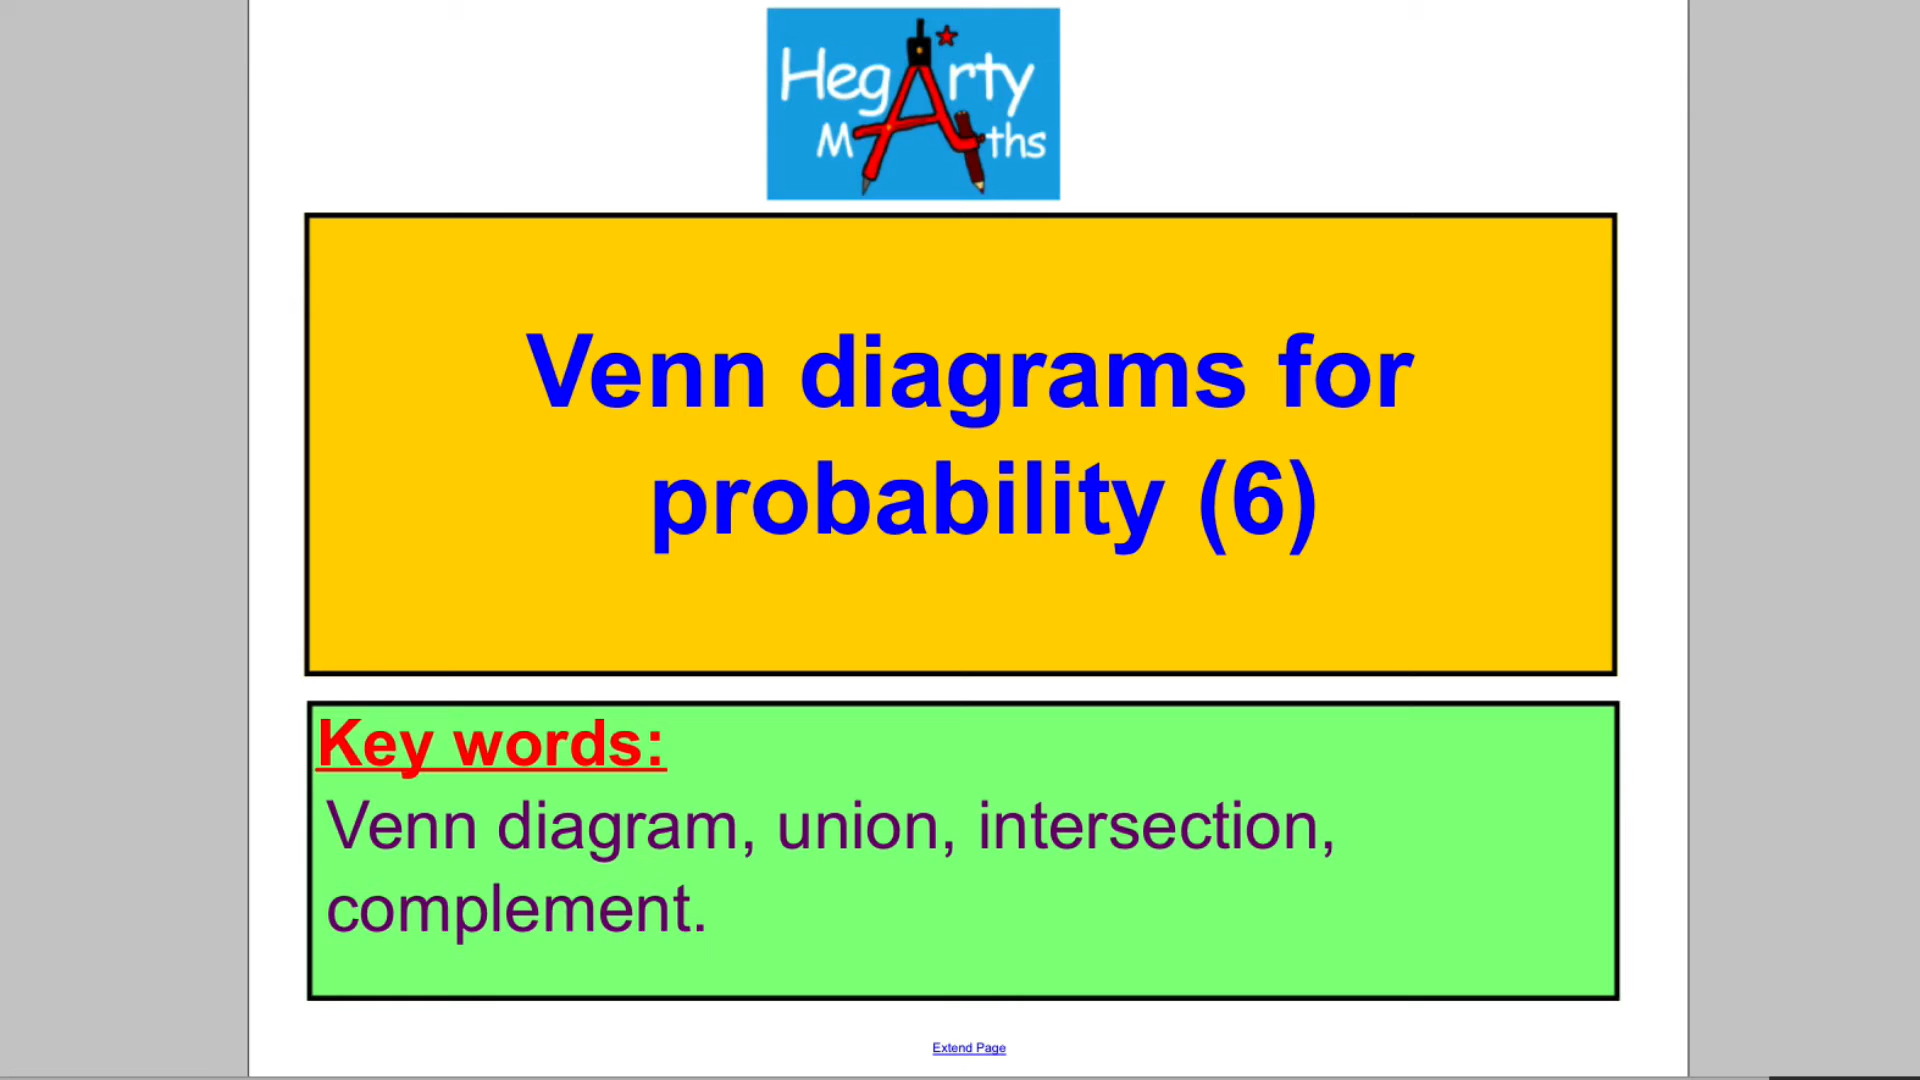 Hegarty
Maths
Venn diagrams for
probability (6)
Key words:
Venn diagram, union, intersection,
complement.
Extend Page